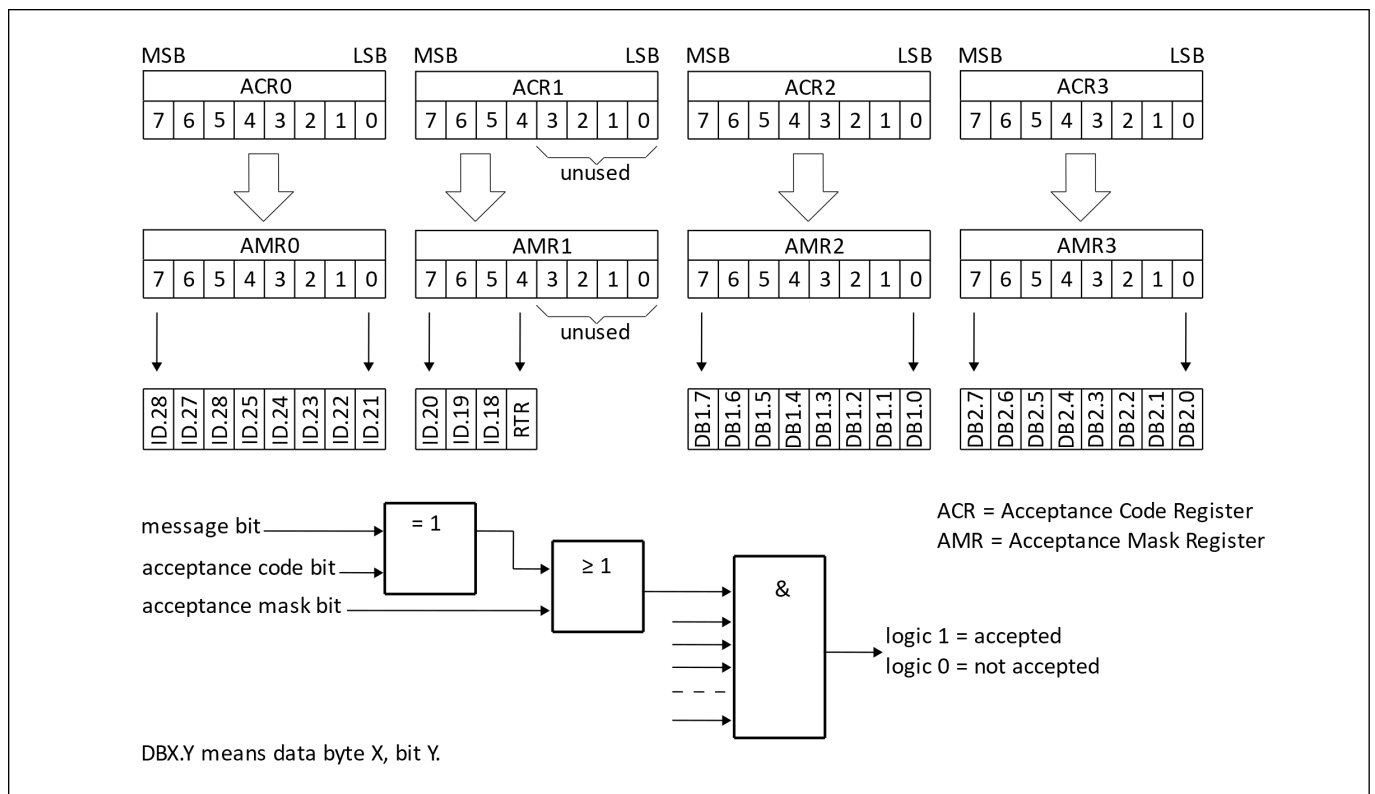 MSB LSB MSB LSB MSB LSB MSB LSB
ACR0 ACR1 ACR2 ACR3
7 6 5 4 3 2 1 0 7 6 5 4 3 2 1 0 7 6 5 4 3 2 1 0 7 6 5 4 3 2 1 0
unused
AMR0 AMR1 AMR2 AMR3
7 6 5 4 3 2 1 0 7 6 5 4 3 2 1 0 7 6 5 4 3 2 1 0 7 6 5 4 3 2 1 0
unused
ID.28 ID.27 ID.28 ID.25 ID.24 ID.23 ID.22 ID.21 ID.20 ID.19 ID.18 RTR DB1.7 DB1.6 DB1.5 DB1.4 DB1.3 DB1.2 DB1.1 DB1.0 DB2.7 DB2.6 DB2.5 DB2.4 DB2.3 DB2.2 DB2.1 DB2.0
message bit
acceptance code bit
acceptance mask bit
= 1
≥ 1
&
ACR = Acceptance Code Register
AMR = Acceptance Mask Register
logic 1 = accepted
logic 0 = not accepted
DBX.Y means data byte X, bit Y.